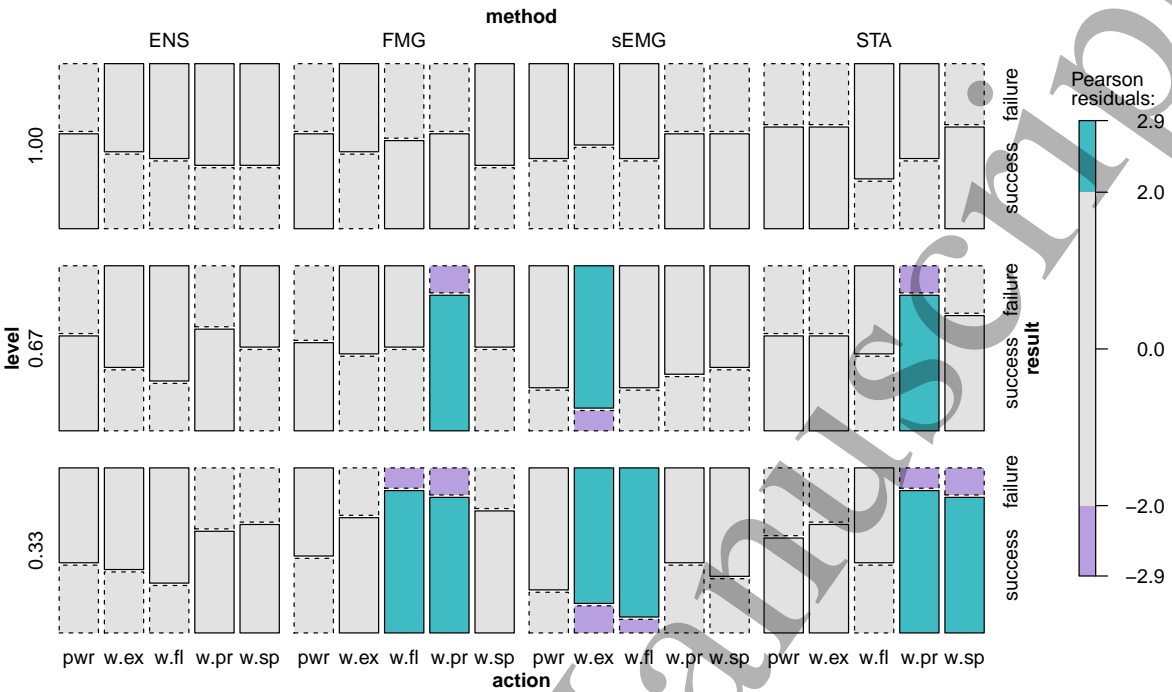 method
ENS FMG sEMG STA
Pearson
residuals:
2.9
2.0
0.0
−2.0
−2.9
level
1.00
0.67
0.33
failure
success
failure
success
failure
success
result
pwr w.ex w.fl w.pr w.sp pwr w.ex w.fl w.pr w.sp pwr w.ex w.fl w.pr w.sp pwr w.ex w.fl w.pr w.sp
action